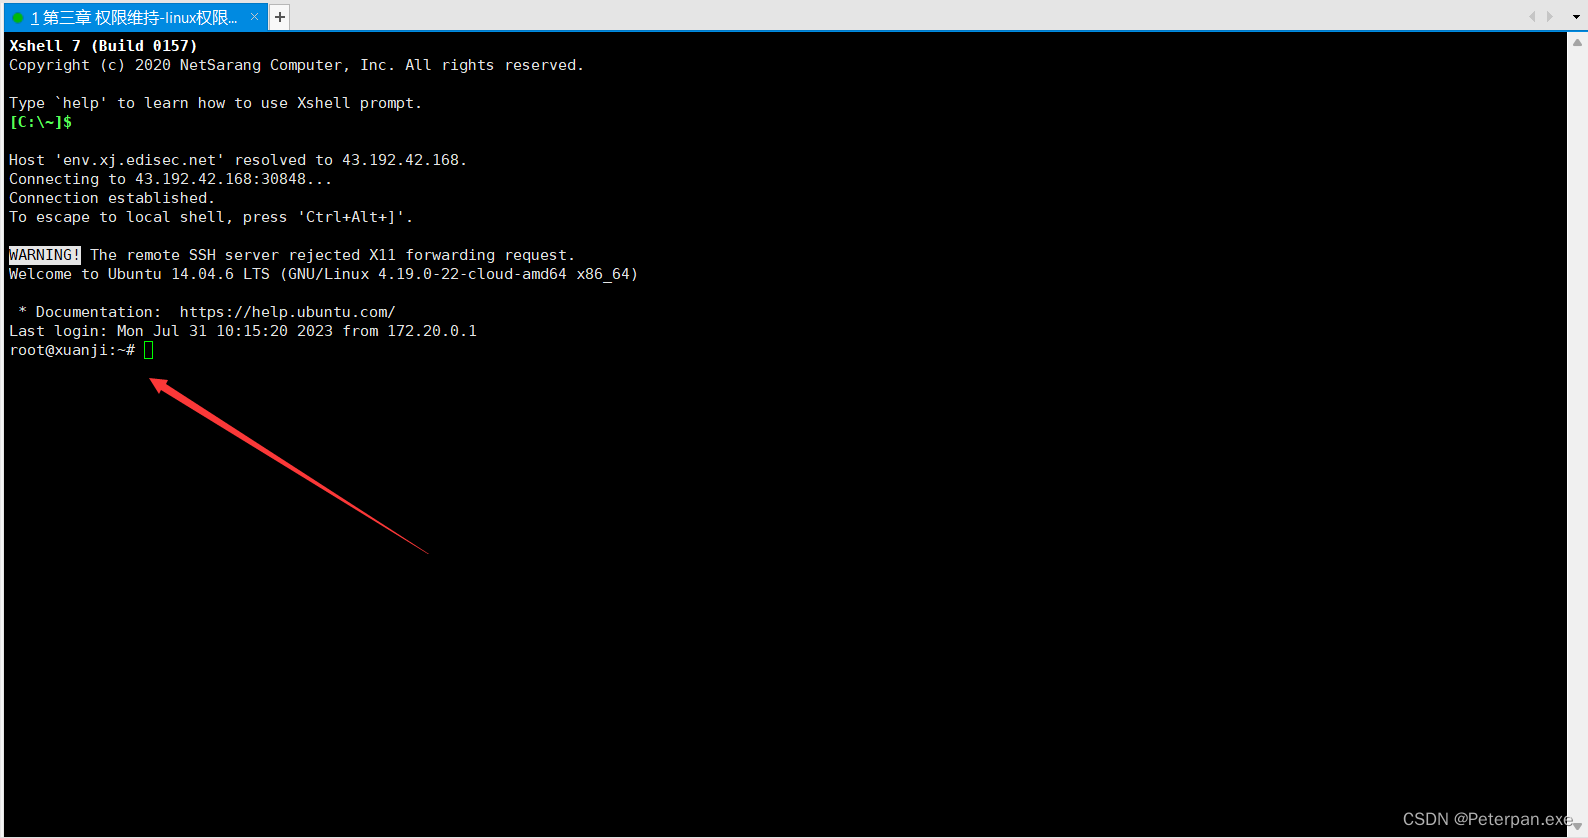 1 第三章 权限维持-linux权限...
Xshell 7 (Build 0157)
Copyright (c) 2020 NetSarang Computer, Inc. All rights reserved.
Type `help' to learn how to use Xshell prompt.
[C:\~]$
Host 'env.xj.edisec.net' resolved to 43.192.42.168.
Connecting to 43.192.42.168:30848...
Connection established.
To escape to local shell, press 'Ctrl+Alt+]'.
WARNING! The remote SSH server rejected X11 forwarding request.
Welcome to Ubuntu 14.04.6 LTS (GNU/Linux 4.19.0-22-cloud-amd64 x86_64)
* Documentation:  https://help.ubuntu.com/
Last login: Mon Jul 31 10:15:20 2023 from 172.20.0.1
root@xuanji:~#
CSDN @Peterpan.exe